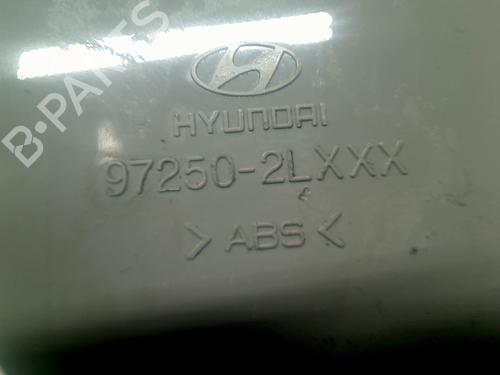 B-PARTS
HYUNDAI
97250-2LXXX
> ABS <